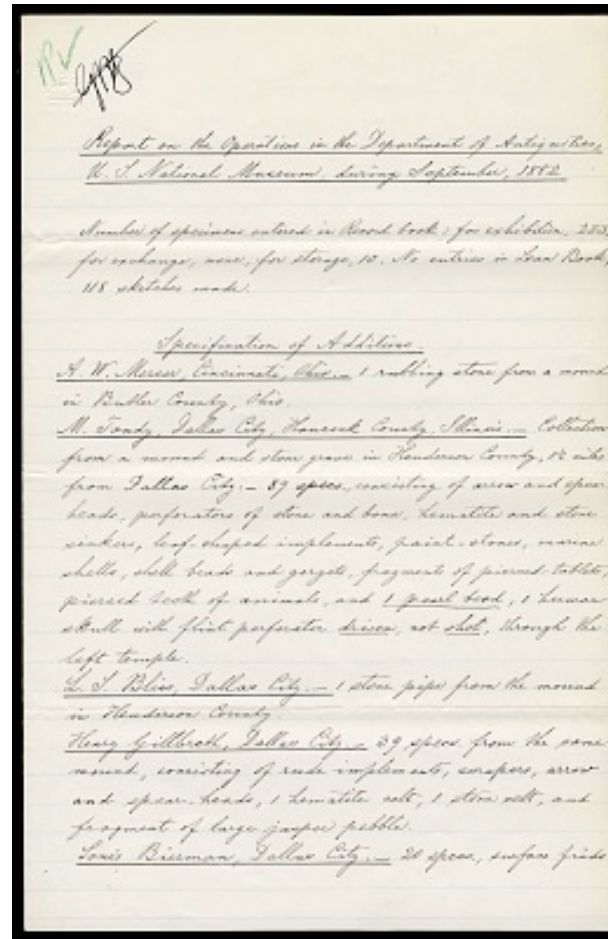 Report on the Operations in the Department of Antiquities,
U. S. National Museum, during September, 1882
Number of specimens entered in Record book: for exhibition, 253,
for exchange, none, for storage, 10. No entries in Loan Book,
118 sketches made.
Specification of Additions.
A. W. Mercer, Cincinnati, Ohio. — 1 rubbing stone from a mound
in Butler County, Ohio.
M. Tandy, Dallas City, Hancock County, Illinois. — Collection
from a mound and stone grave in Henderson County, miles
from Dallas City. — 89 specs., consisting of arrow and spear
heads, perforators of stone and bone, hematite and stone
sinkers, leaf-shaped implements, paint-stones, marine
shells, shell beads and gorgets, fragments of pierced tablets,
pierced teeth of animals, and 1 pearl bead, 1 human
skull with flint perforator driven, not shot, through the
left temple.
L. S. Bliss, Dallas City. — 1 stone pipe from the mound
in Henderson County.
Henry Dallas City — 39 specs from the same
mound, consisting of rude implements, scrapers, arrow
and spear-heads, 1 hematite celt, 1 stone celt, and
fragment of large jasper pebble.
Louis Bierman, Dallas City. — 20 specs., surface finds